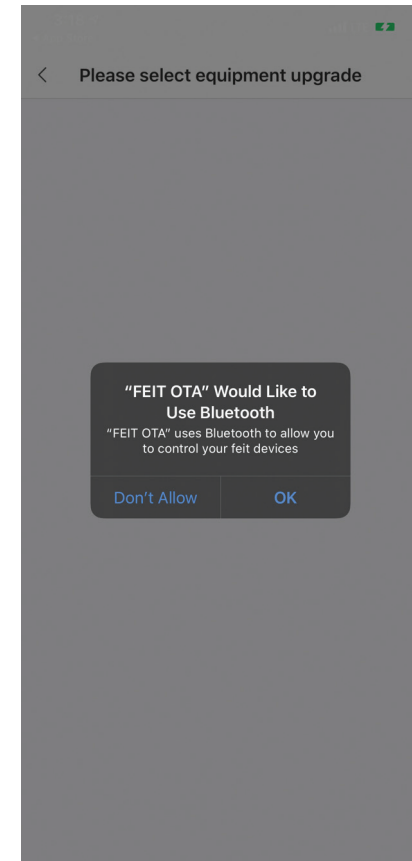 Please select equipment upgrade
“FEIT OTA” Would Like to
Use Bluetooth
“FEIT OTA” uses Bluetooth to allow you
to control your feit devices
Don’t Allow
OK